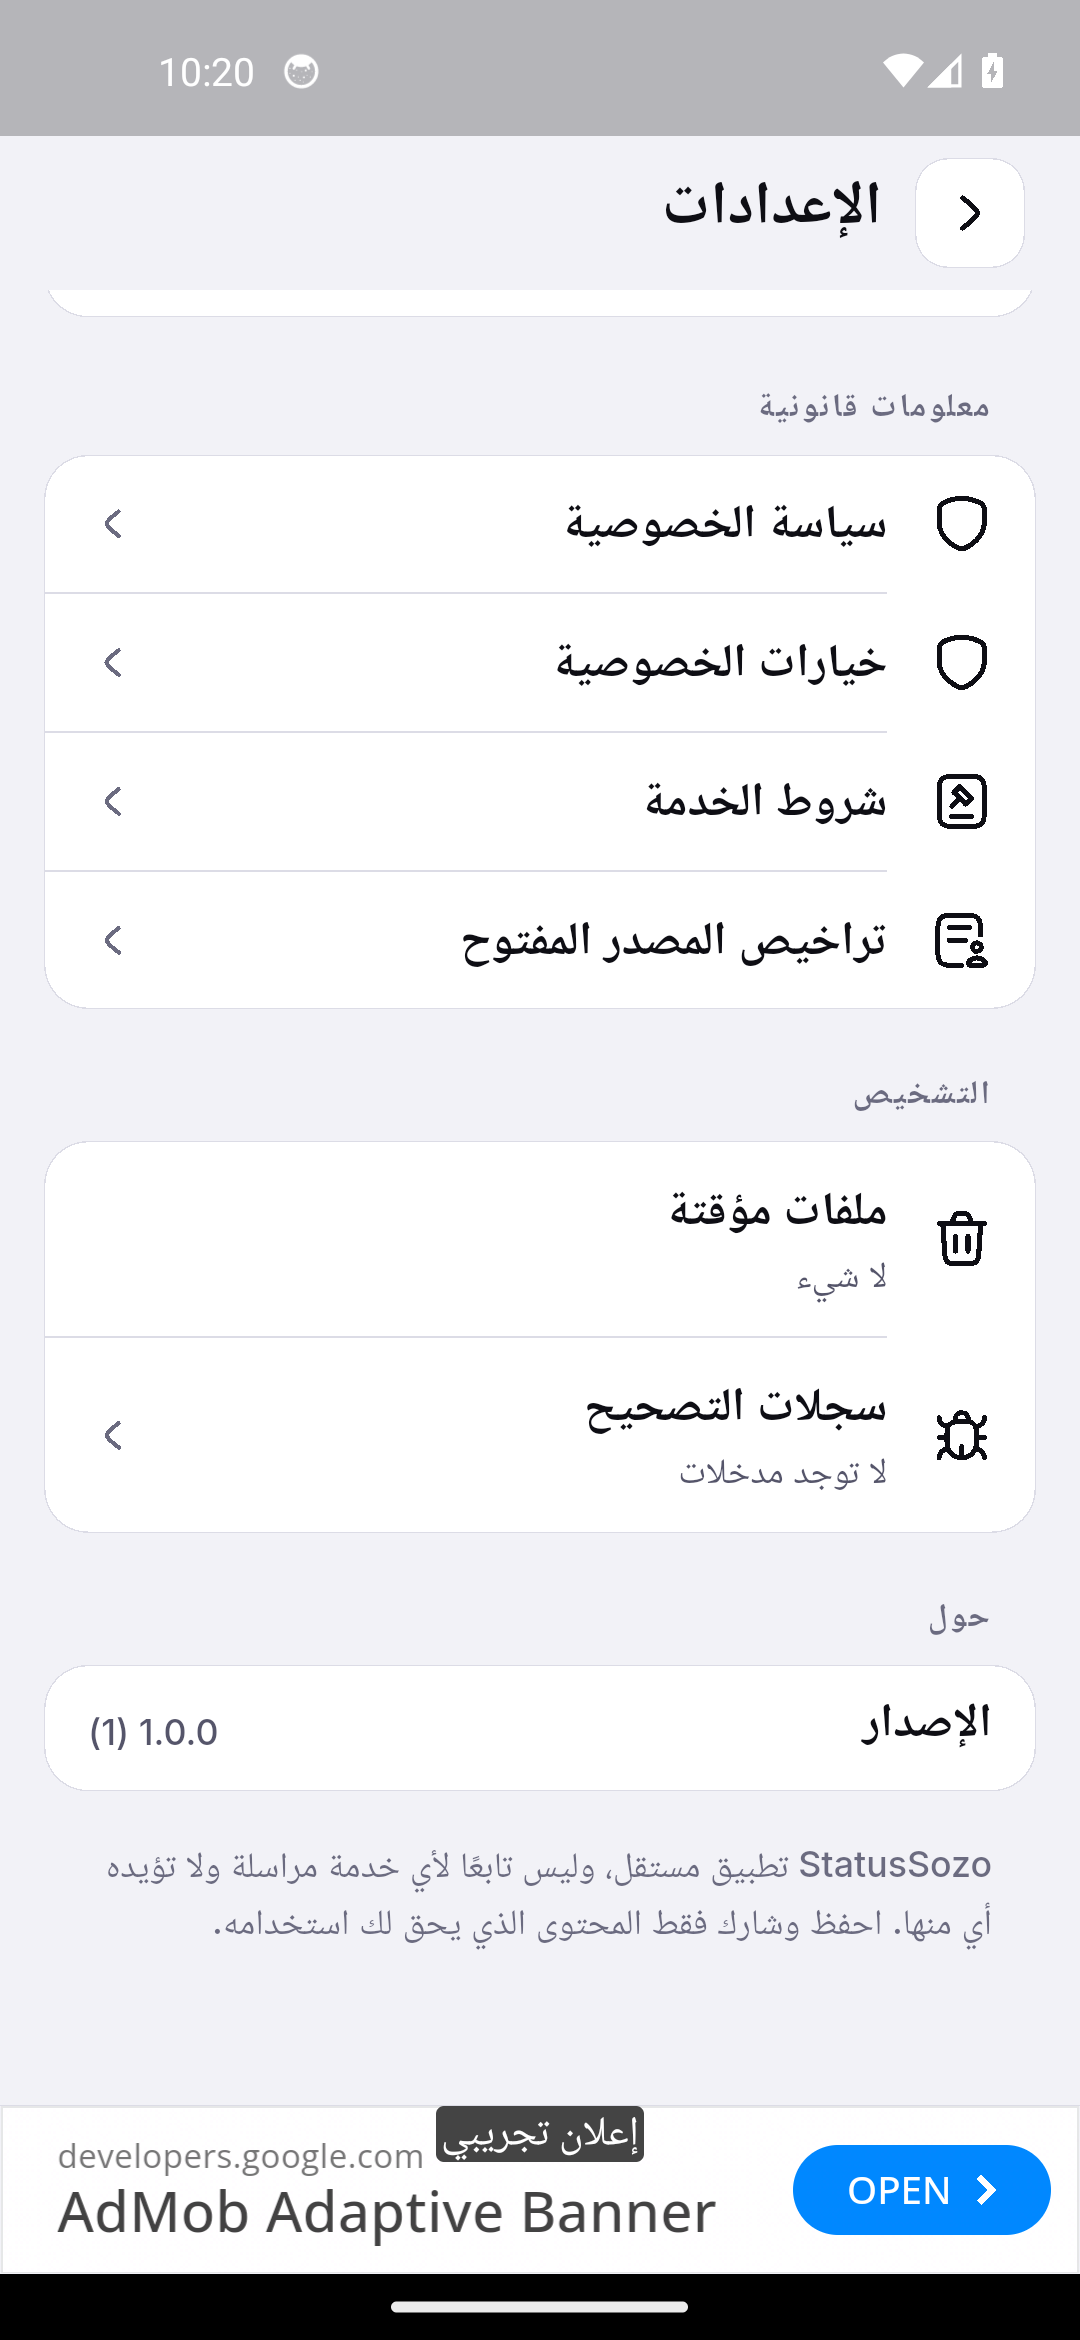 10:20
الإعدادات
معلومات قانونية
سياسة الخصوصية
خيارات الخصوصية
شروط الخدمة
تراخيص المصدر المفتوح
التشخيص
ملفات مؤقتة
لا شيء
سجلات التصحيح
لا توجد مدخلات
حول
الإصدار
1.0.0 (1)
StatusSozo تطبيق مستقل، وليس تابعًا لأي خدمة مراسلة ولا تؤيده
أي منها. احفظ وشارك فقط المحتوى الذي يحق لك استخدامه.
إعلان تجريبي
developers.google.com
AdMob Adaptive Banner
OPEN